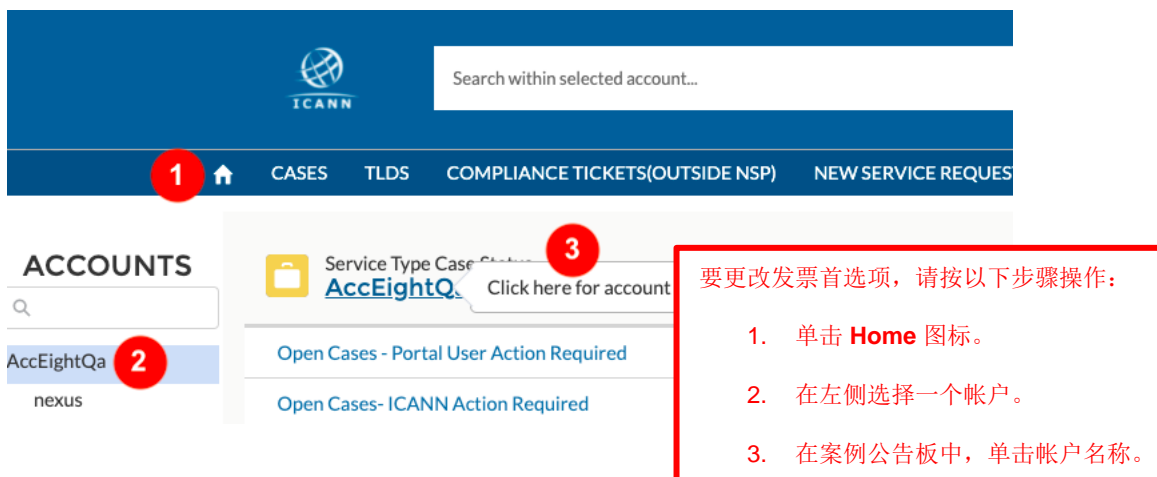 ICANN
Search within selected account...
1
CASES TLDS COMPLIANCE TICKETS(OUTSIDE NSP) NEW SERVICE REQUES
ACCOUNTS
AccEightQa 2
nexus
Service Type Case Status
3
AccEightQ
Click here for account
Open Cases - Portal User Action Required
Open Cases- ICANN Action Required
要更改发票首选项，请按以下步骤操作：
1. 单击 Home 图标。
2. 在左侧选择一个帐户。
3. 在案例公告板中，单击帐户名称。